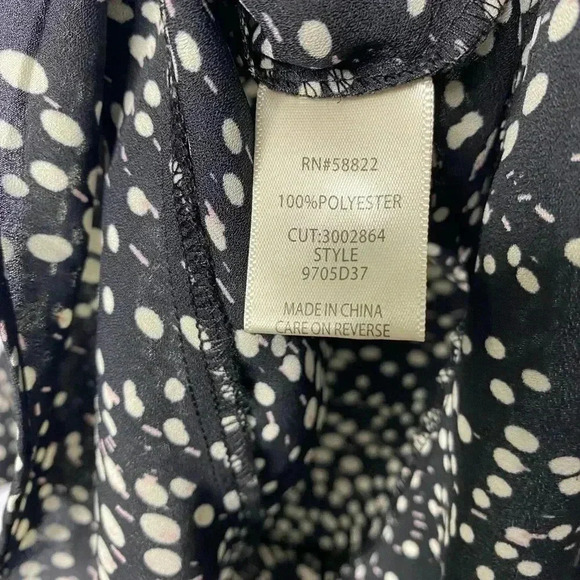 RN#58822
100%POLYESTER
CUT:3002864
STYLE
9705D37
MADE IN CHINA
CARE ON REVERSE